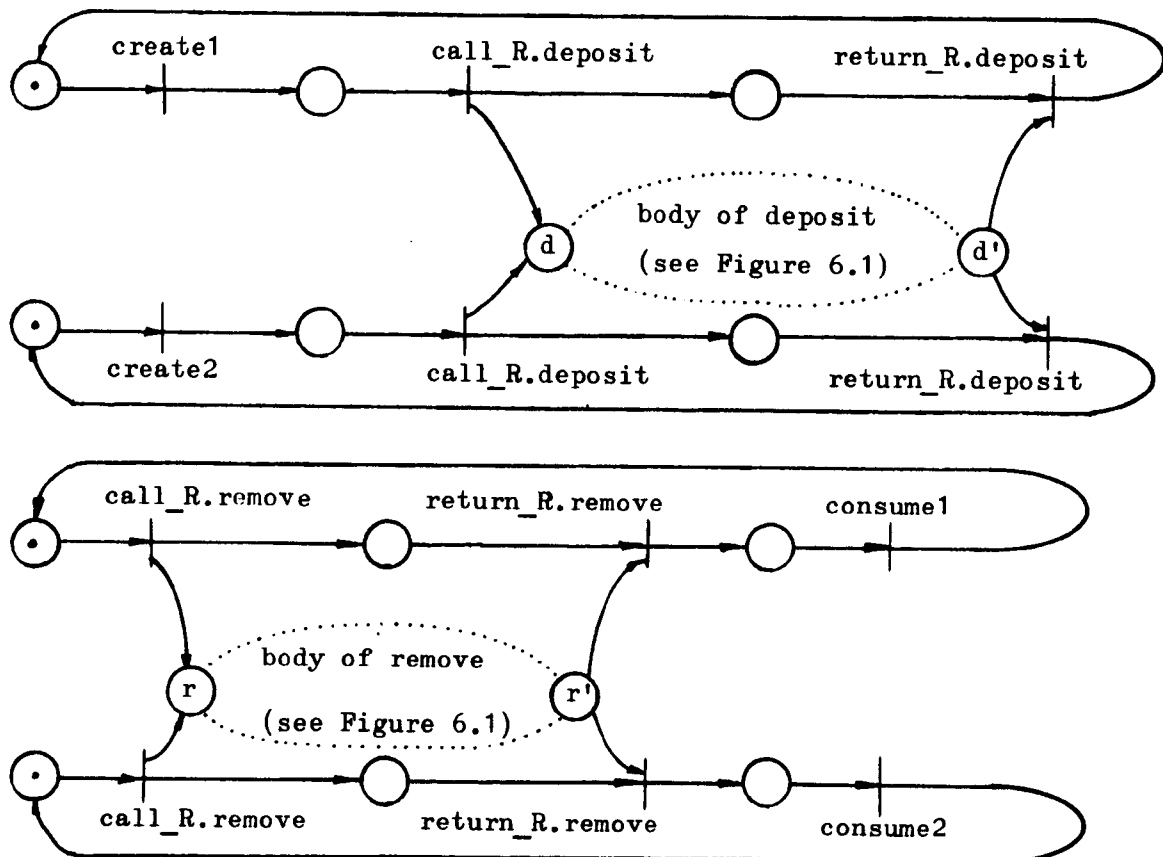 create1
call_R.deposit
return_R.deposit
body of deposit
d
d'
(see Figure 6.1)
create2
call_R.deposit
return_R.deposit
call_R.remove
return_R.remove
consume1
body of remove
r
r'
(see Figure 6.1)
call_R.remove
return_R.remove
consume2